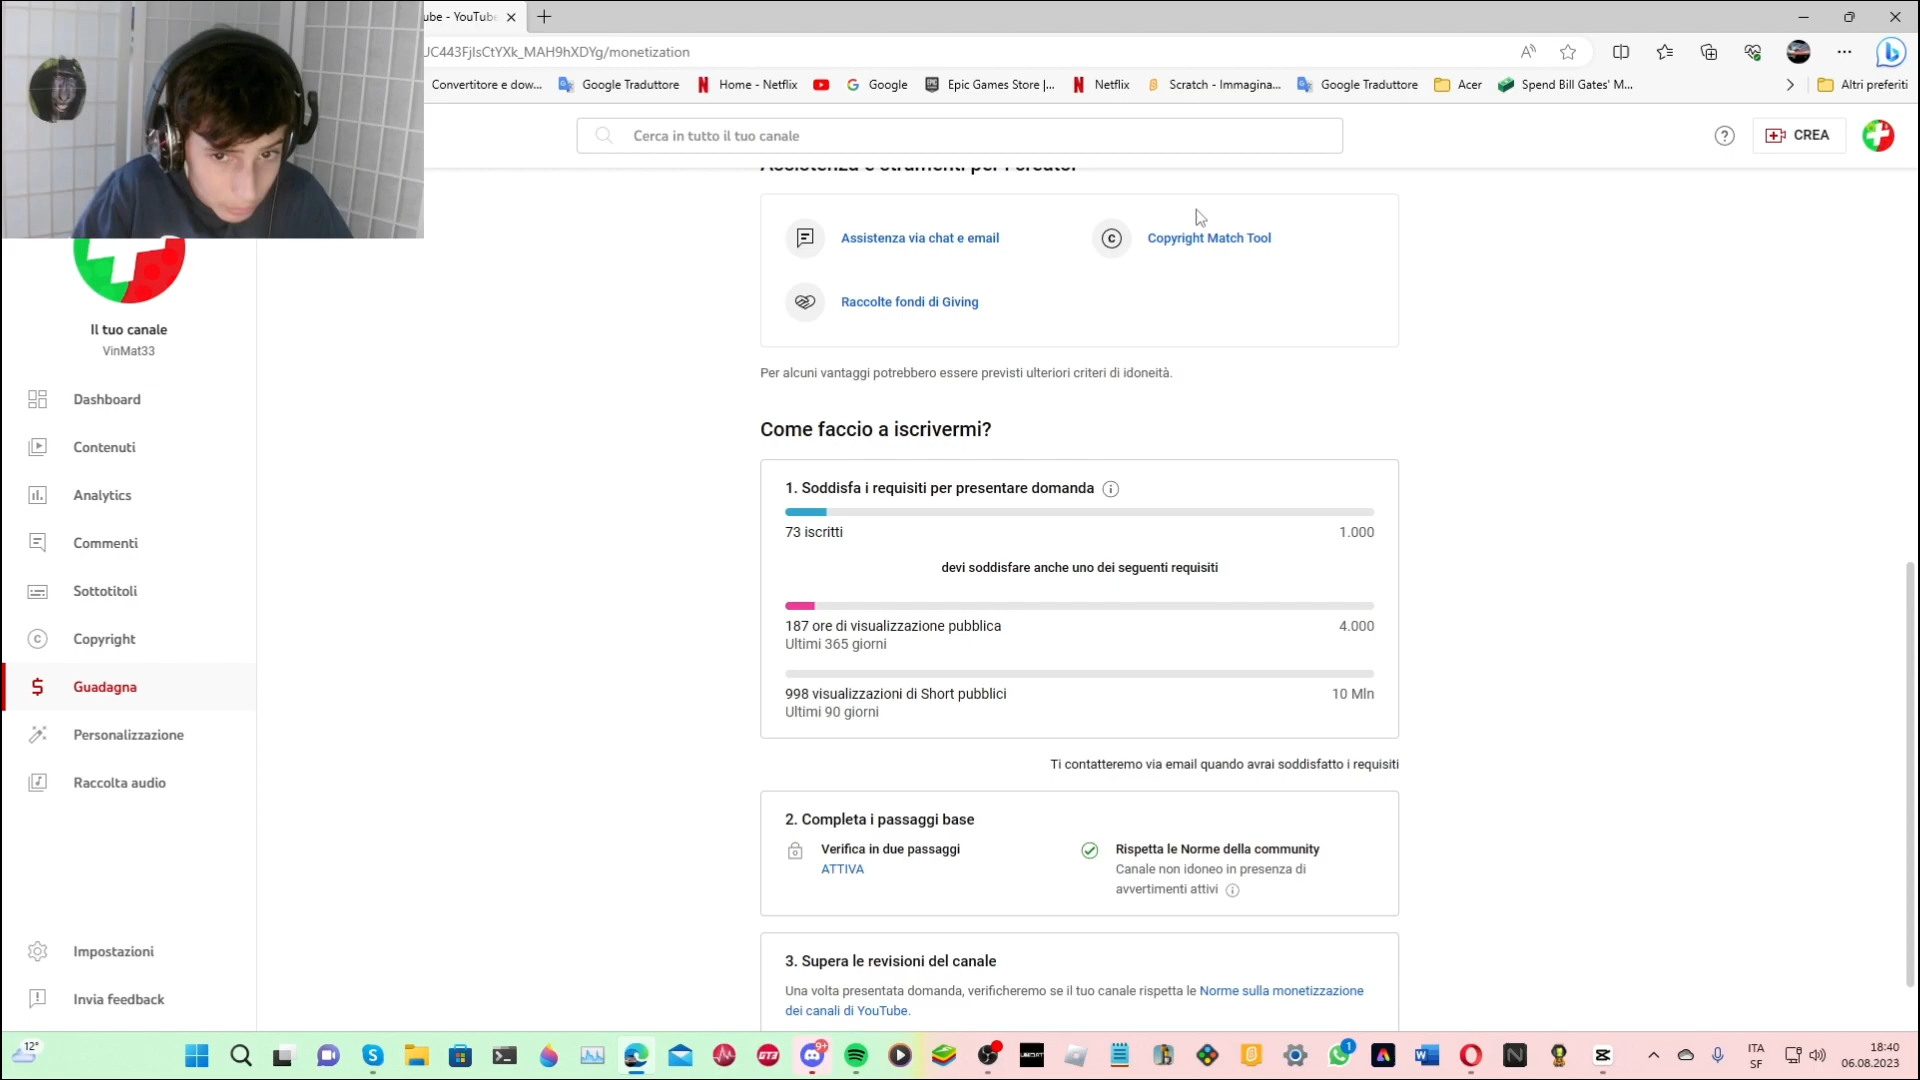 ube - YouTube
UC443FjIsCtYXk_MAH9hXDYg/monetization
Convertitore e dow...
Google Traduttore
Home - Netflix
Google
Epic Games Store |...
Netflix
Scratch - Immagina...
Google Traduttore
Acer
Spend Bill Gates' M...
Altri preferiti
Cerca in tutto il tuo canale
CREA
Assistenza e strumenti per i creator
Assistenza via chat e email
Copyright Match Tool
Raccolte fondi di Giving
Per alcuni vantaggi potrebbero essere previsti ulteriori criteri di idoneità.
Il tuo canale
VinMat33
Dashboard
Contenuti
Analytics
Commenti
Sottotitoli
Copyright
Guadagna
Personalizzazione
Raccolta audio
Impostazioni
Invia feedback
Come faccio a iscrivermi?
1. Soddisfa i requisiti per presentare domanda
73 iscritti
1.000
devi soddisfare anche uno dei seguenti requisiti
187 ore di visualizzazione pubblica
4.000
Ultimi 365 giorni
998 visualizzazioni di Short pubblici
10 Mln
Ultimi 90 giorni
Ti contatteremo via email quando avrai soddisfatto i requisiti
2. Completa i passaggi base
Verifica in due passaggi
ATTIVA
Rispetta le Norme della community
Canale non idoneo in presenza di
avvertimenti attivi
3. Supera le revisioni del canale
Una volta presentata domanda, verificheremo se il tuo canale rispetta le Norme sulla monetizzazione
dei canali di YouTube.
12°
9+
1
ITA
SF
18:40
06.08.2023